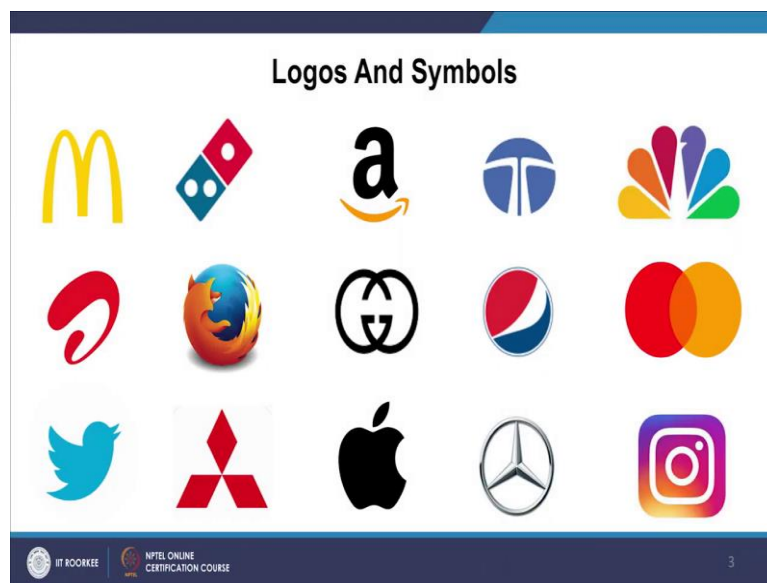 Logos And Symbols
a
IIT ROORKEE
NPTEL ONLINE
CERTIFICATION COURSE
3